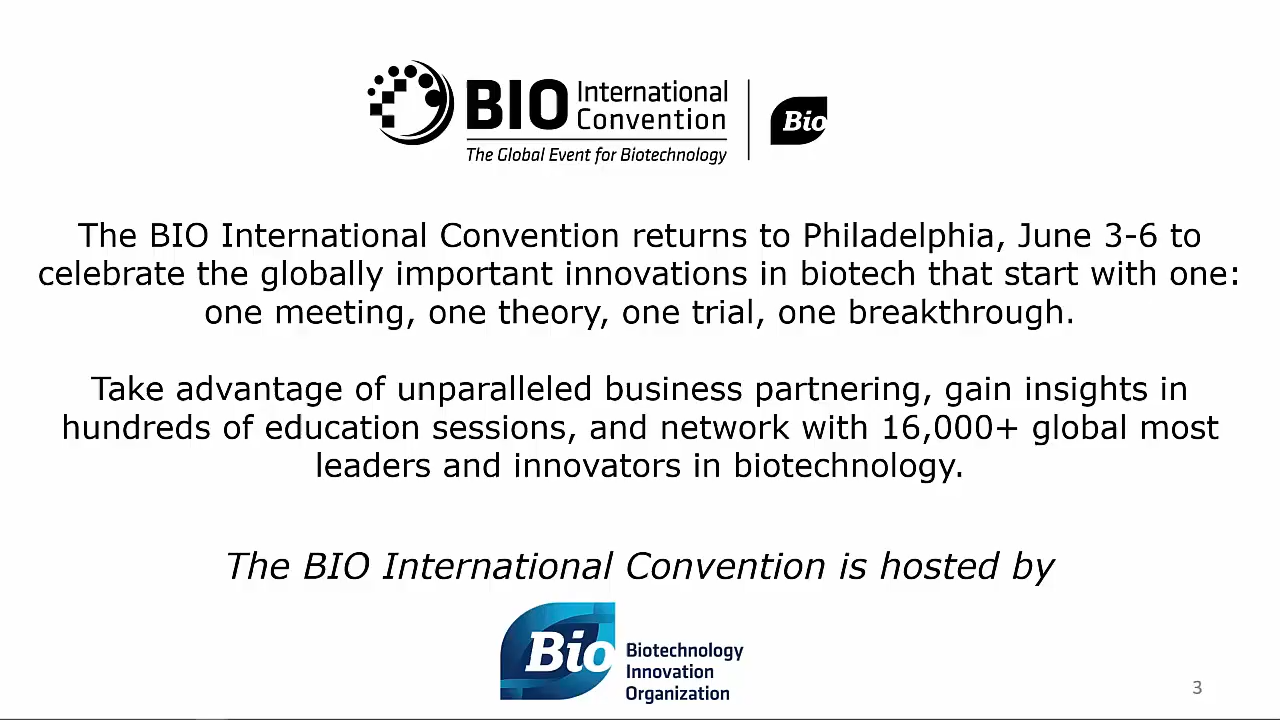 BIO International
Convention
The Global Event for Biotechnology
Bio
The BIO International Convention returns to Philadelphia, June 3-6 to
celebrate the globally important innovations in biotech that start with one:
one meeting, one theory, one trial, one breakthrough.
Take advantage of unparalleled business partnering, gain insights in
hundreds of education sessions, and network with 16,000+ global most
leaders and innovators in biotechnology.
The BIO International Convention is hosted by
Bio
Biotechnology
Innovation
Organization
3